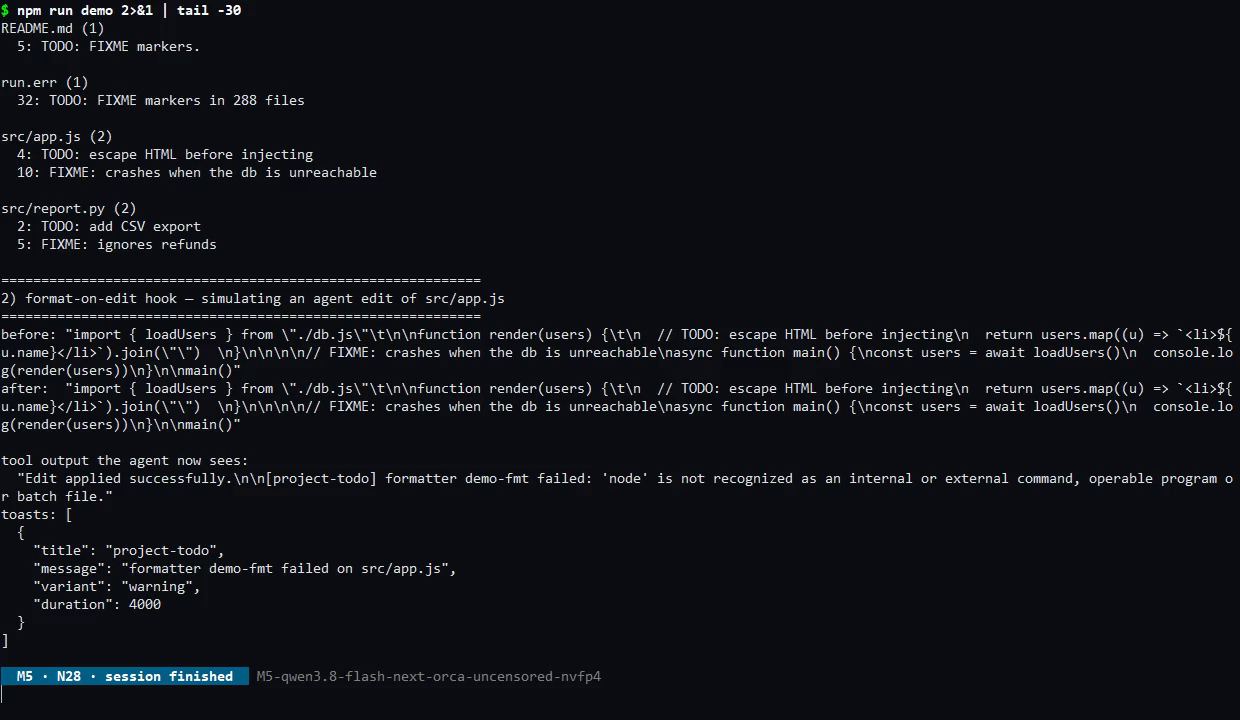 $ npm run demo 2>&1 | tail -30
README.md (1)
  5: TODO: FIXME markers.

run.err (1)
  32: TODO: FIXME markers in 288 files

src/app.js (2)
  4: TODO: escape HTML before injecting
  10: FIXME: crashes when the db is unreachable

src/report.py (2)
  2: TODO: add CSV export
  5: FIXME: ignores refunds

============================================================
2) format-on-edit hook — simulating an agent edit of src/app.js
============================================================
before: "import { loadUsers } from \"./db.js\"\t\n\nfunction render(users) {\t\n  // TODO: escape HTML before injecting\n  return users.map((u) => `<li>${
u.name}</li>`).join(\"\")  \n}\n\n\n\n// FIXME: crashes when the db is unreachable\nasync function main() {\nconst users = await loadUsers()\n  console.lo
g(render(users))\n}\n\nmain()"
after:  "import { loadUsers } from \"./db.js\"\t\n\nfunction render(users) {\t\n  // TODO: escape HTML before injecting\n  return users.map((u) => `<li>${
u.name}</li>`).join(\"\")  \n}\n\n\n\n// FIXME: crashes when the db is unreachable\nasync function main() {\nconst users = await loadUsers()\n  console.lo
g(render(users))\n}\n\nmain()"

tool output the agent now sees:
  "Edit applied successfully.\n\n[project-todo] formatter demo-fmt failed: 'node' is not recognized as an internal or external command, operable program o
r batch file."
toasts: [
  {
    "title": "project-todo",
    "message": "formatter demo-fmt failed on src/app.js",
    "variant": "warning",
    "duration": 4000
  }
]

M5 · N28 · session finished  M5-qwen3.8-flash-next-orca-uncensored-nvfp4